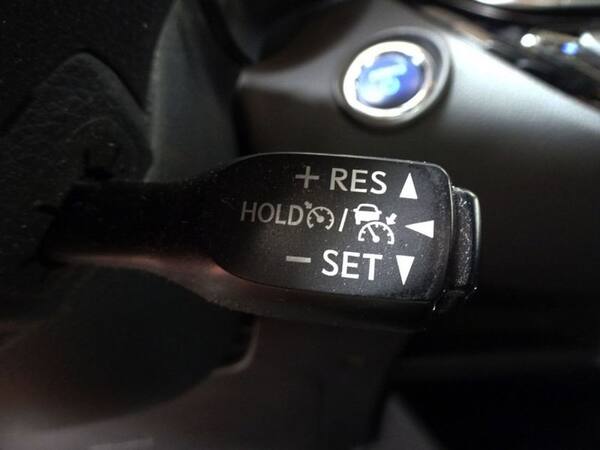 + RES ▲
HOLD / ◀
− SET ▼